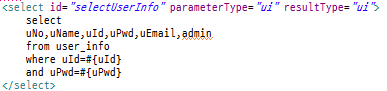 <select id="selectUserInfo" parameterType="ui" resultType="ui">
select
uNo,uName,uId,uPwd,uEmail,admin
from user_info
where uId=#{uId}
and uPwd=#{uPwd}
</select>